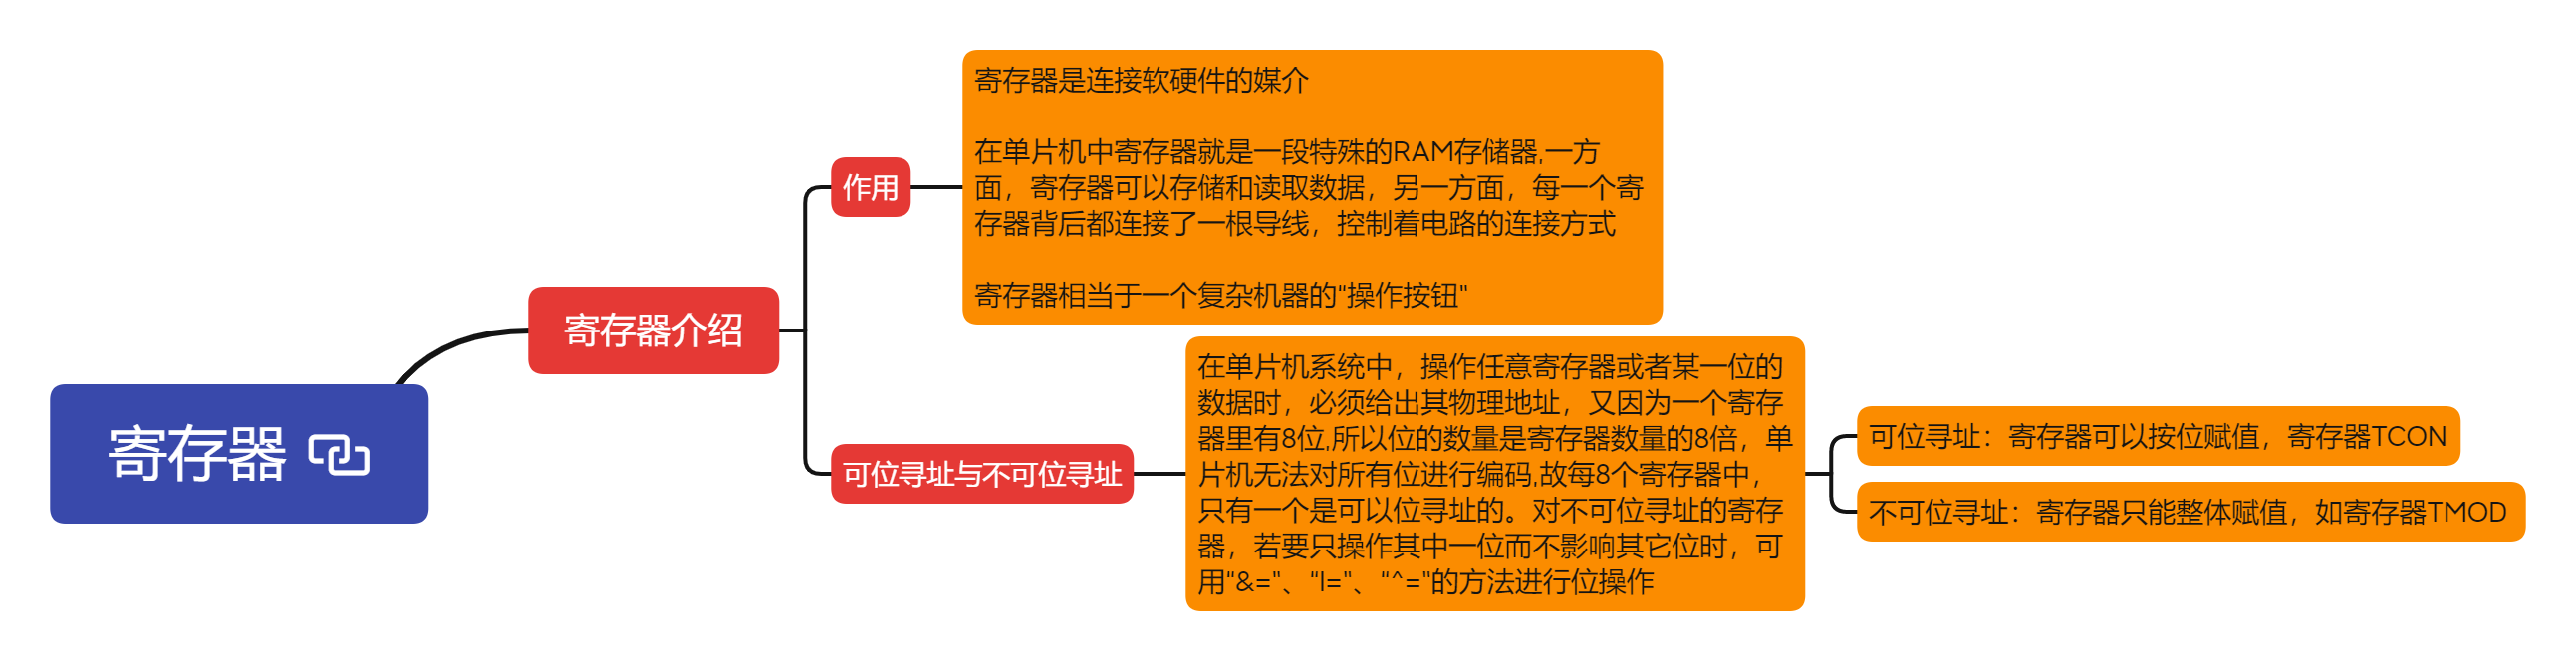 寄存器
寄存器介绍
作用
寄存器是连接软硬件的媒介
在单片机中寄存器就是一段特殊的RAM存储器,一方
面，寄存器可以存储和读取数据，另一方面，每一个寄
存器背后都连接了一根导线，控制着电路的连接方式
寄存器相当于一个复杂机器的"操作按钮"
可位寻址与不可位寻址
在单片机系统中，操作任意寄存器或者某一位的
数据时，必须给出其物理地址，又因为一个寄存
器里有8位,所以位的数量是寄存器数量的8倍，单
片机无法对所有位进行编码,故每8个寄存器中，
只有一个是可以位寻址的。对不可位寻址的寄存
器，若要只操作其中一位而不影响其它位时，可
用“&="、“|="、“^="的方法进行位操作
可位寻址：寄存器可以按位赋值，寄存器TCON
不可位寻址：寄存器只能整体赋值，如寄存器TMOD